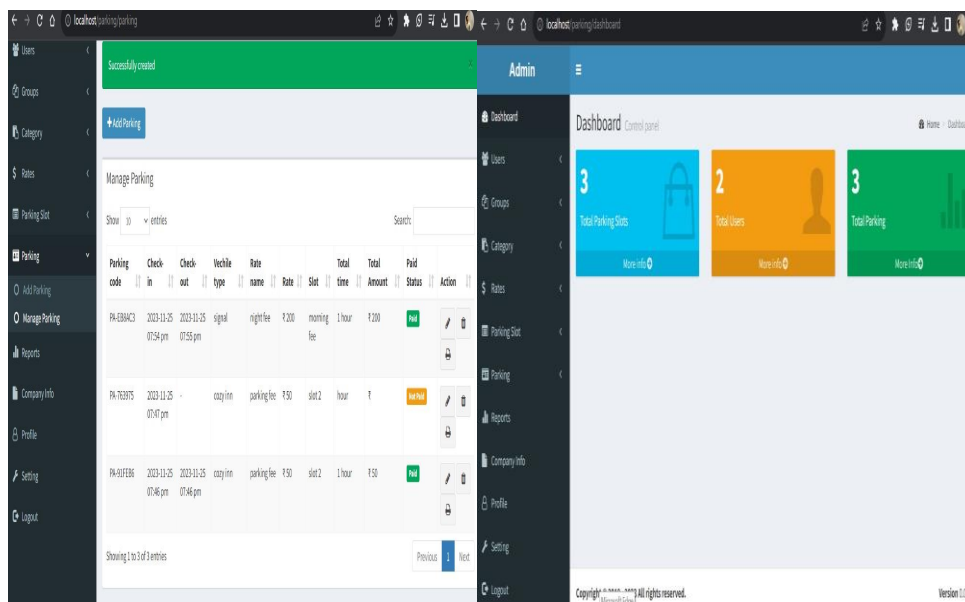 localhost/parking/parking
Users
Groups
Category
$ Rates
Parking Slot
Parking
Add Parking
Manage Parking
Reports
Company Info
Profile
Setting
Logout
Successfully created
+Add Parking
Manage Parking
Show 10 entries
Search:
Parking code Check-in Check-out Vechile type Rate name Rate Slot Total time Total Amount Paid Status Action
PA-EB8AC3 2023-11-25 07:54 pm 2023-11-25 07:55 pm signal night fee ₹ 200 morning fee 1 hour ₹ 200 Paid
PA-763975 2023-11-25 07:47 pm - cozy inn parking fee ₹ 50 slot 2 hour ₹ Not Paid
PA-91FEB6 2023-11-25 07:46 pm 2023-11-25 07:46 pm cozy inn parking fee ₹ 50 slot 2 1 hour ₹ 50 Paid
Showing 1 to 3 of 3 entries
Previous 1 Next
localhost/parking/dashboard
Admin
Dashboard
Users
Groups
Category
$ Rates
Parking Slot
Parking
Reports
Company Info
Profile
Setting
Logout
Dashboard Control panel
Home > Dashboa
3
Total Parking Slots
More info
2
Total Users
More info
3
Total Parking
More info
Copyright All rights reserved.
Microsoft Edge
Version